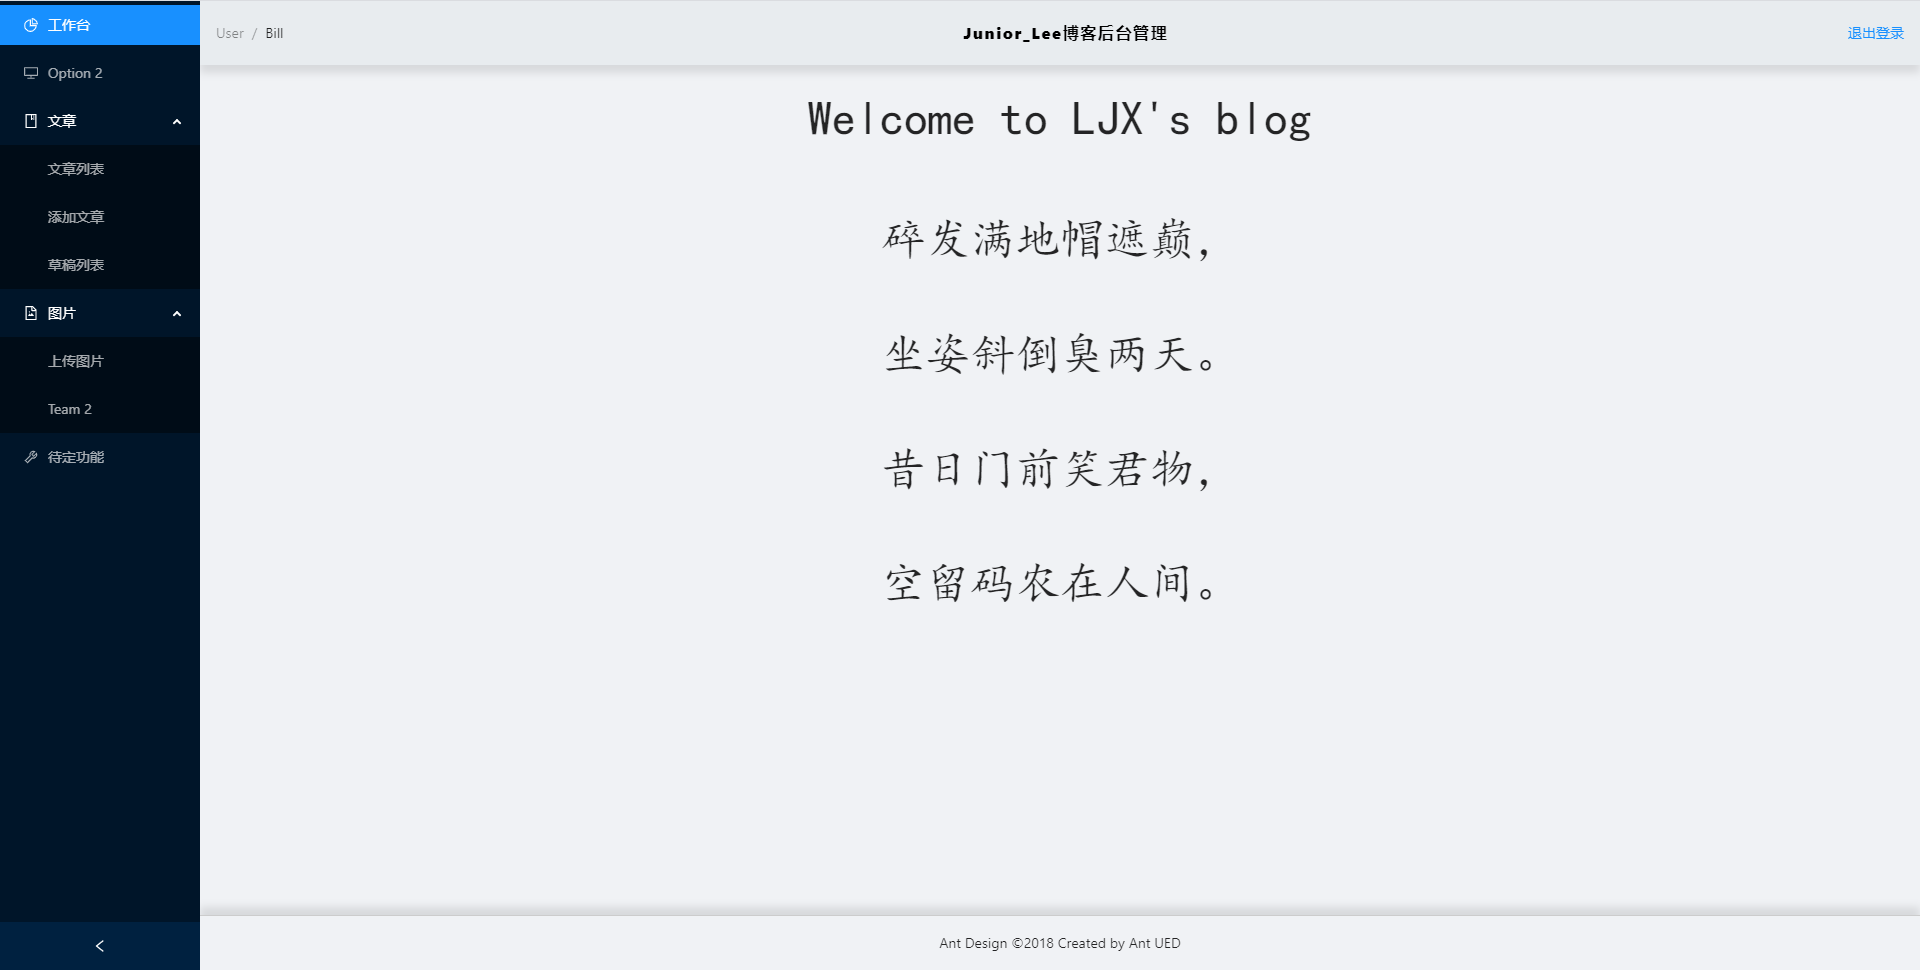 工作台
Option 2
文章
文章列表
添加文章
草稿列表
图片
上传图片
Team 2
待定功能
User / Bill
Junior_Lee博客后台管理
退出登录
Welcome to LJX's blog
碎发满地帽遮巅，
坐姿斜倒臭两天。
昔日门前笑君物，
空留码农在人间。
Ant Design ©2018 Created by Ant UED